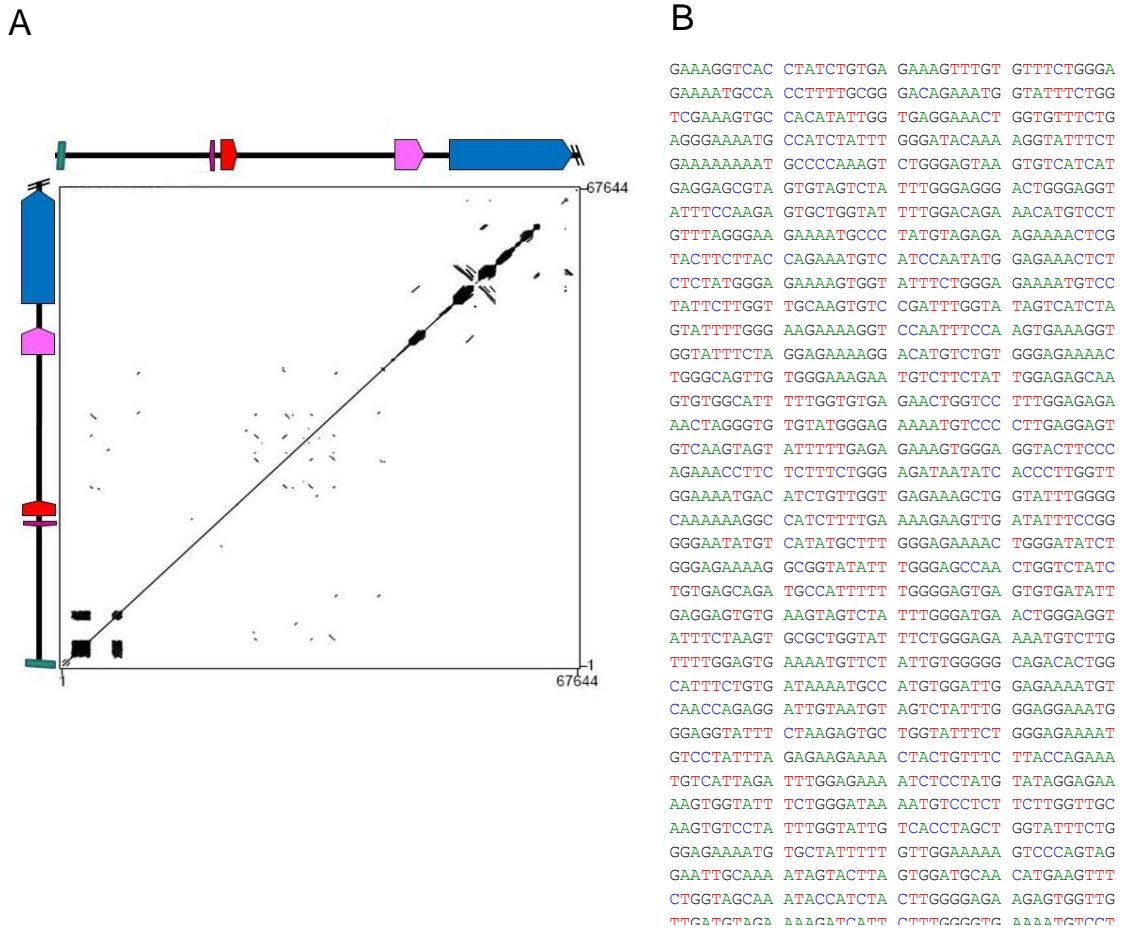 A
B
67644
1
1
67644
GAAAGGTCAC CTATCTGTGA GAAAGTTTGT GTTTCTGGGA
GAAAATGCCA CCTTTTGCGG GACAGAAATG GTATTTCTGG
TCGAAAGTGC CACATATTGG TGAGGAAACT GGTGTTTCTG
AGGGAAAATG CCATCTATTT GGGATACAAA AGGTATTTCT
GAAAAAAAAT GCCCCAAAGT CTGGGAGTAA GTGTCATCAT
GAGGAGCGTA GTGTAGTCTA TTTGGGAGGG ACTGGGAGGT
ATTTCCAAGA GTGCTGGTAT TTTGGACAGA AACATGTCCT
GTTTAGGGAA GAAAATGCCC TATGTAGAGA AGAAAACTCG
TACTTCTTAC CAGAAATGTC ATCCAATATG GAGAAACTCT
CTCTATGGGA GAAAAGTGGT ATTTCTGGGA GAAAATGTCC
TATTCTTGGT TGCAAGTGTC CGATTTGGTA TAGTCATCTA
GTATTTTGGG AAGAAAAGGT CCAATTTCCA AGTGAAAGGT
GGTATTTCTA GGAGAAAAGG ACATGTCTGT GGGAGAAAAC
TGGGCAGTTG TGGGAAAGAA TGTCTTCTAT TGGAGAGCAA
GTGTGGCATT TTTGGTGTGA GAACTGGTCC TTTGGAGAGA
AACTAGGGTG TGTATGGGAG AAAATGTCCC CTTGAGGAGT
GTCAAGTAGT ATTTTTGAGA GAAAGTGGGA GGTACTTCCC
AGAAACCTTC TCTTTCTGGG AGATAATATC ACCCTTGGTT
GGAAAATGAC ATCTGTTGGT GAGAAAGCTG GTATTTGGGG
CAAAAAAGGC CATCTTTTGA AAAGAAGTTG ATATTTCCGG
GGGAATATGT CATATGCTTT GGGAGAAAAC TGGGATATCT
GGGAGAAAAG GCGGTATATT TGGGAGCCAA CTGGTCTATC
TGTGAGCAGA TGCCATTTTT TGGGGAGTGA GTGTGATATT
GAGGAGTGTG AAGTAGTCTA TTTGGGATGA ACTGGGAGGT
ATTTCTAAGT GCGCTGGTAT TTCTGGGAGA AAATGTCTTG
TTTTGGAGTG AAAATGTTCT ATTGTGGGGG CAGACACTGG
CATTTCTGTG ATAAAATGCC ATGTGGATTG GAGAAAATGT
CAACCAGAGG ATTGTAATGT AGTCTATTTG GGAGGAAATG
GGAGGTATTT CTAAGAGTGC TGGTATTTCT GGGAGAAAAT
GTCCTATTTA GAGAAGAAAA CTACTGTTTC TTACCAGAAA
TGTCATTAGA TTTGGAGAAA ATCTCCTATG TATAGGAGAA
AAGTGGTATT TCTGGGATAA AATGTCCTCT TCTTGGTTGC
AAGTGTCCTA TTTGGTATTG TCACCTAGCT GGTATTTCTG
GGAGAAAATG TGCTATTTTT GTTGGAAAAA GTCCCAGTAG
GAATTGCAAA ATAGTACTTA GTGGATGCAA CATGAAGTTT
CTGGTAGCAA ATACCATCTA CTTGGGGAGA AGAGTGGTTG
TTGATGTAGA AAAGATCATT CTTTGGGGTG AAAATGTCCT